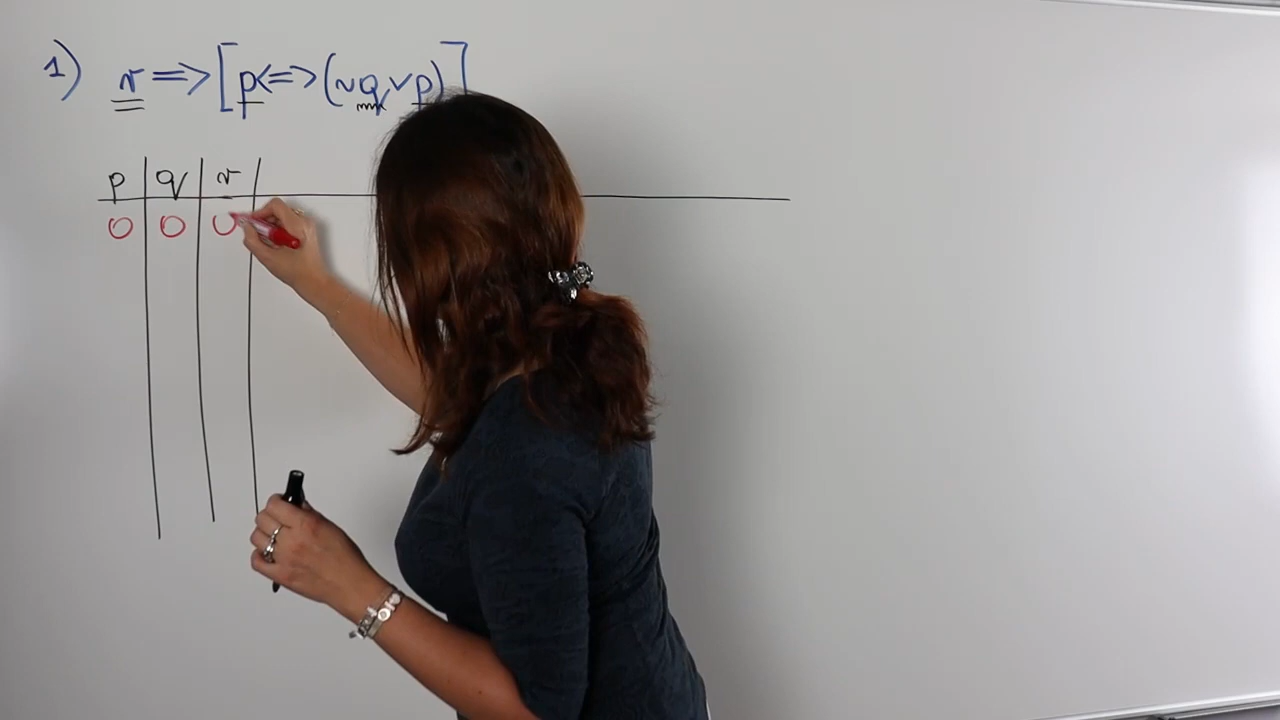 1) r => [p <=> (~q ∨ p)]
p q r
0 0 0